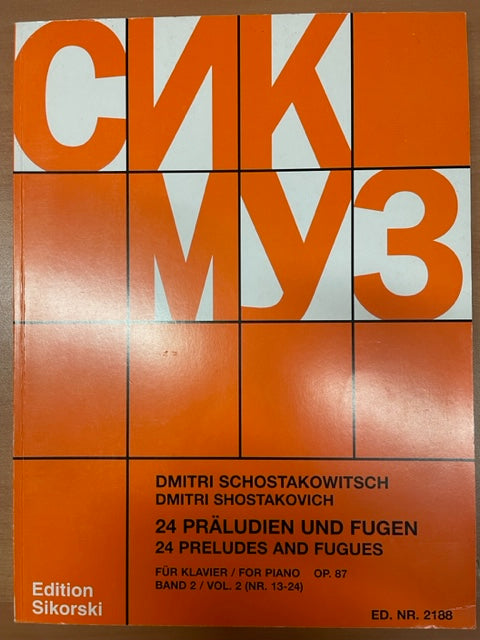 СИК
МУЗ
DMITRI SCHOSTAKOWITSCH
DMITRI SHOSTAKOVICH
24 PRÄLUDIEN UND FUGEN
24 PRELUDES AND FUGUES
FÜR KLAVIER / FOR PIANO OP. 87
BAND 2 / VOL. 2 (NR. 13-24)
Edition
Sikorski
ED. NR. 2188